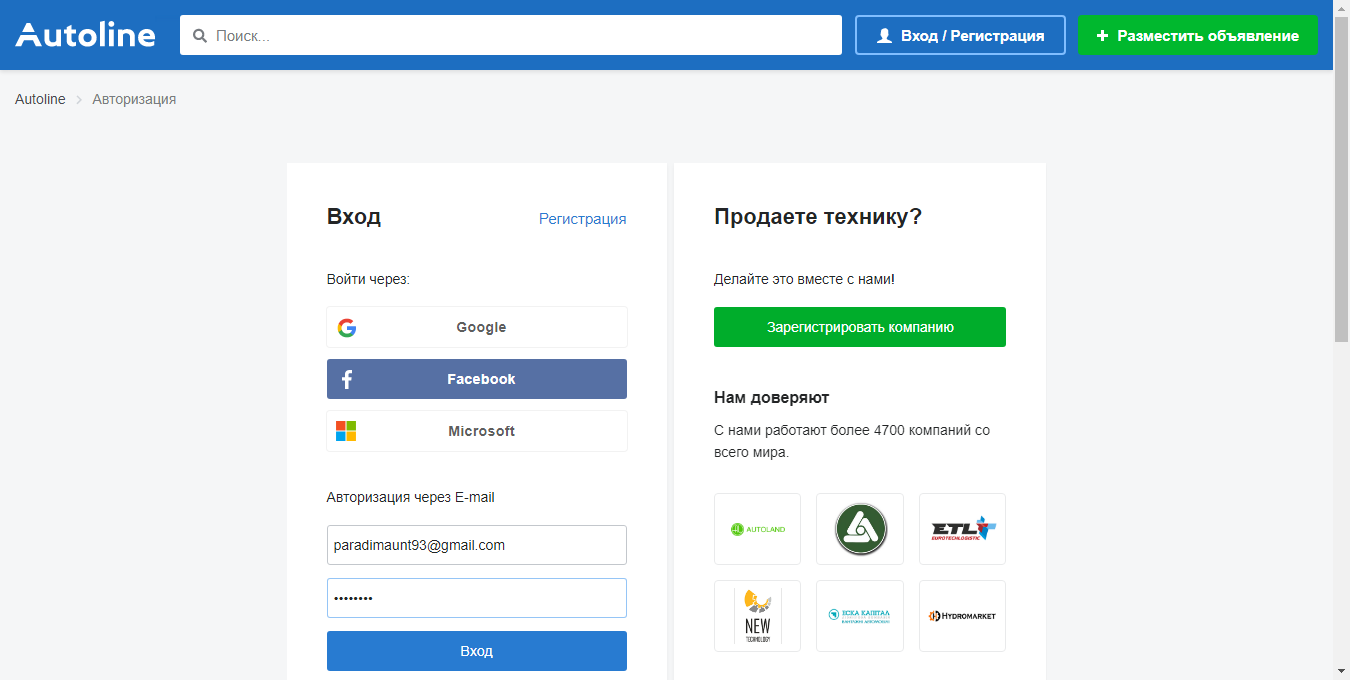 Autoline
Поиск...
Вход / Регистрация
+ Разместить объявление
Autoline > Авторизация
Вход
Регистрация
Войти через:
Google
Facebook
Microsoft
Авторизация через E-mail
paradimaunt93@gmail.com
••••••••
Вход
Продаете технику?
Делайте это вместе с нами!
Зарегистрировать компанию
Нам доверяют
С нами работают более 4700 компаний со
всего мира.
AUTOLAND
ETL
EUROTECHLOGISTIC
NEW
TECHNOLOGY
ЕСКА КАПІТАЛ
HYDROMARKET